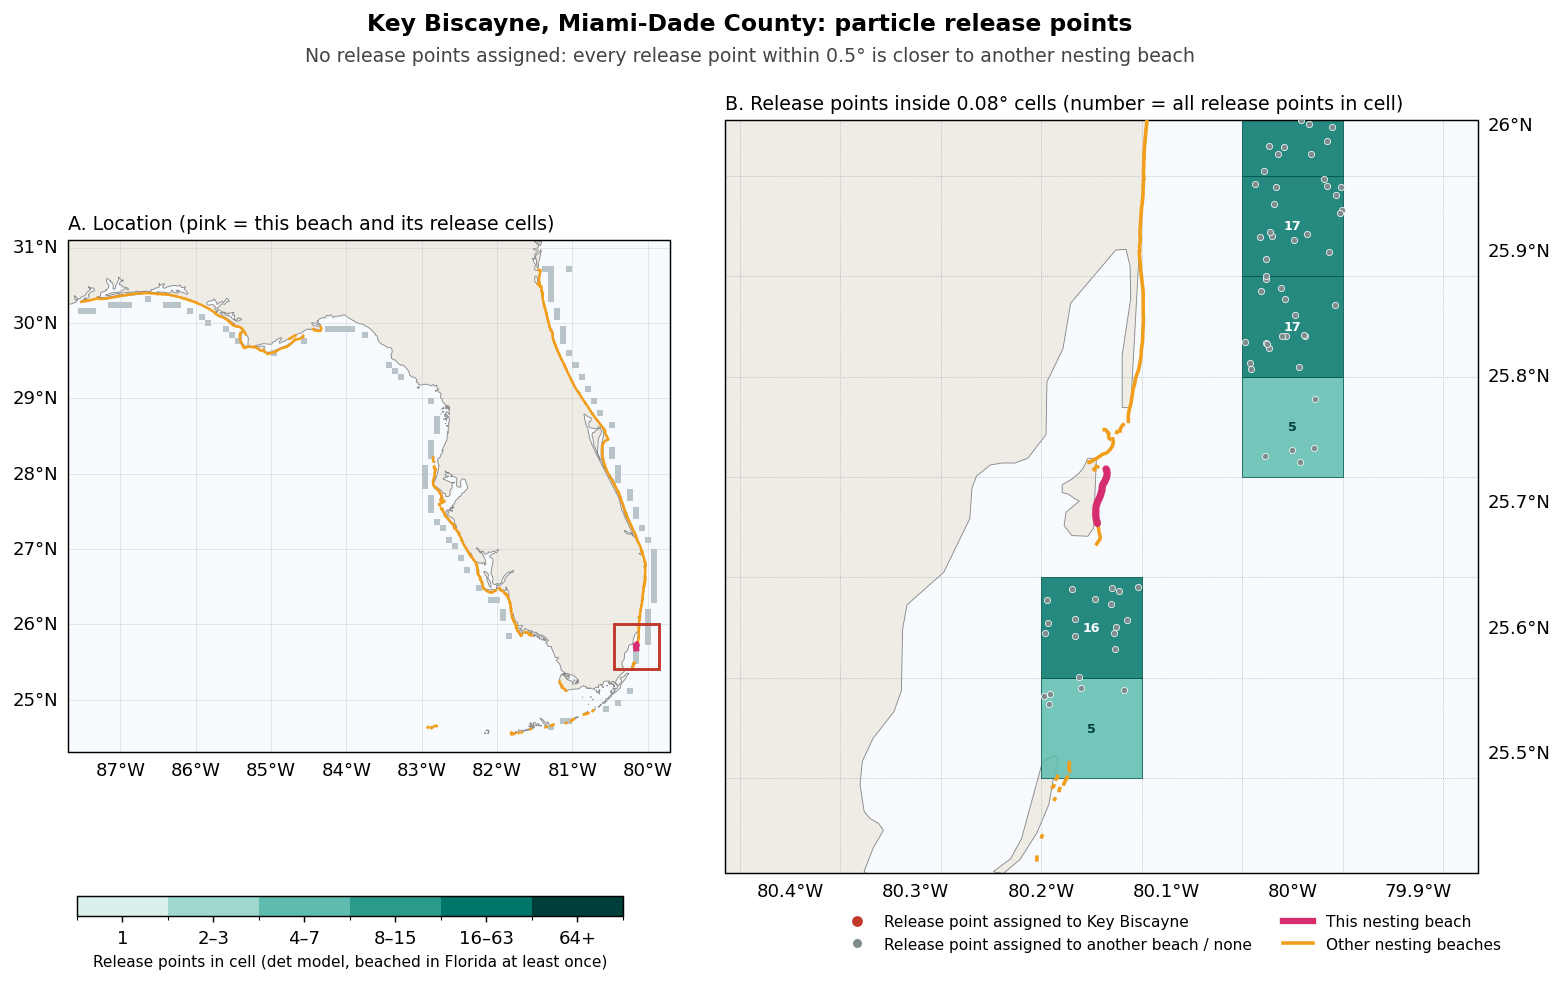 Key Biscayne, Miami-Dade County: particle release points
No release points assigned: every release point within 0.5° is closer to another nesting beach
A. Location (pink = this beach and its release cells)
31°N
30°N
29°N
28°N
27°N
26°N
25°N
87°W 86°W 85°W 84°W 83°W 82°W 81°W 80°W
B. Release points inside 0.08° cells (number = all release points in cell)
17
17
5
16
5
26°N
25.9°N
25.8°N
25.7°N
25.6°N
25.5°N
80.4°W 80.3°W 80.2°W 80.1°W 80°W 79.9°W
1 2–3 4–7 8–15 16–63 64+
Release points in cell (det model, beached in Florida at least once)
Release point assigned to Key Biscayne
Release point assigned to another beach / none
This nesting beach
Other nesting beaches